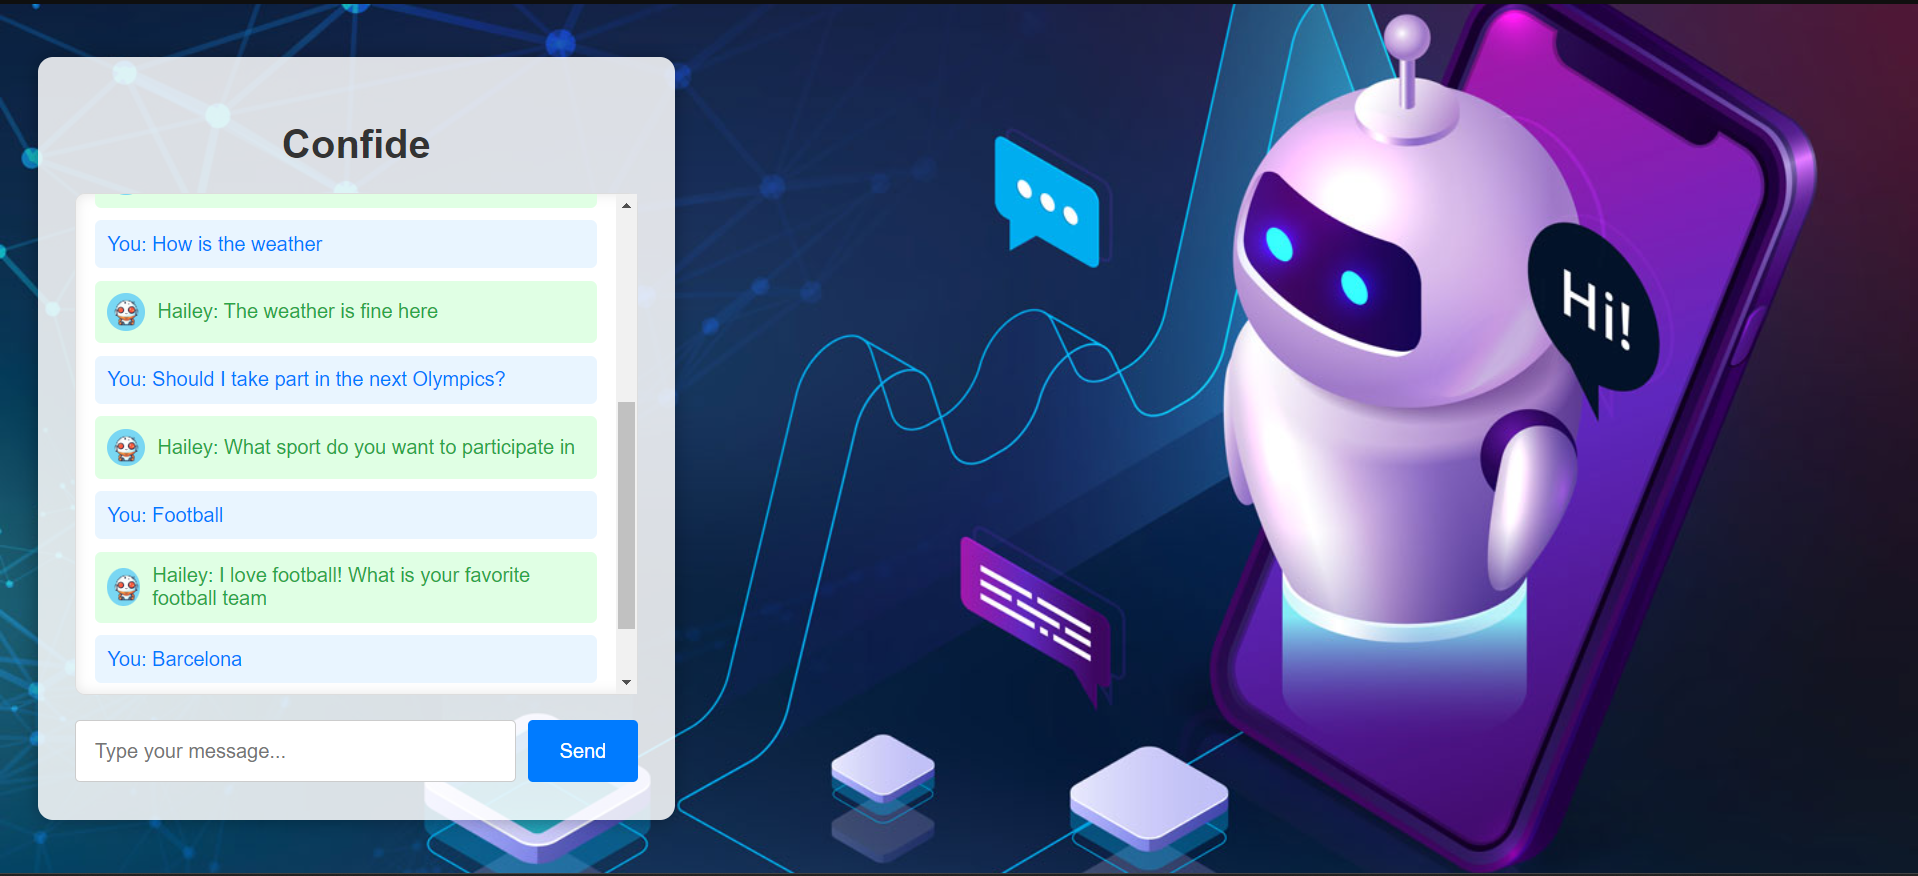 Confide
You: How is the weather
Hailey: The weather is fine here
You: Should I take part in the next Olympics?
Hailey: What sport do you want to participate in
You: Football
Hailey: I love football! What is your favorite
football team
You: Barcelona
Type your message...
Send
Hi!